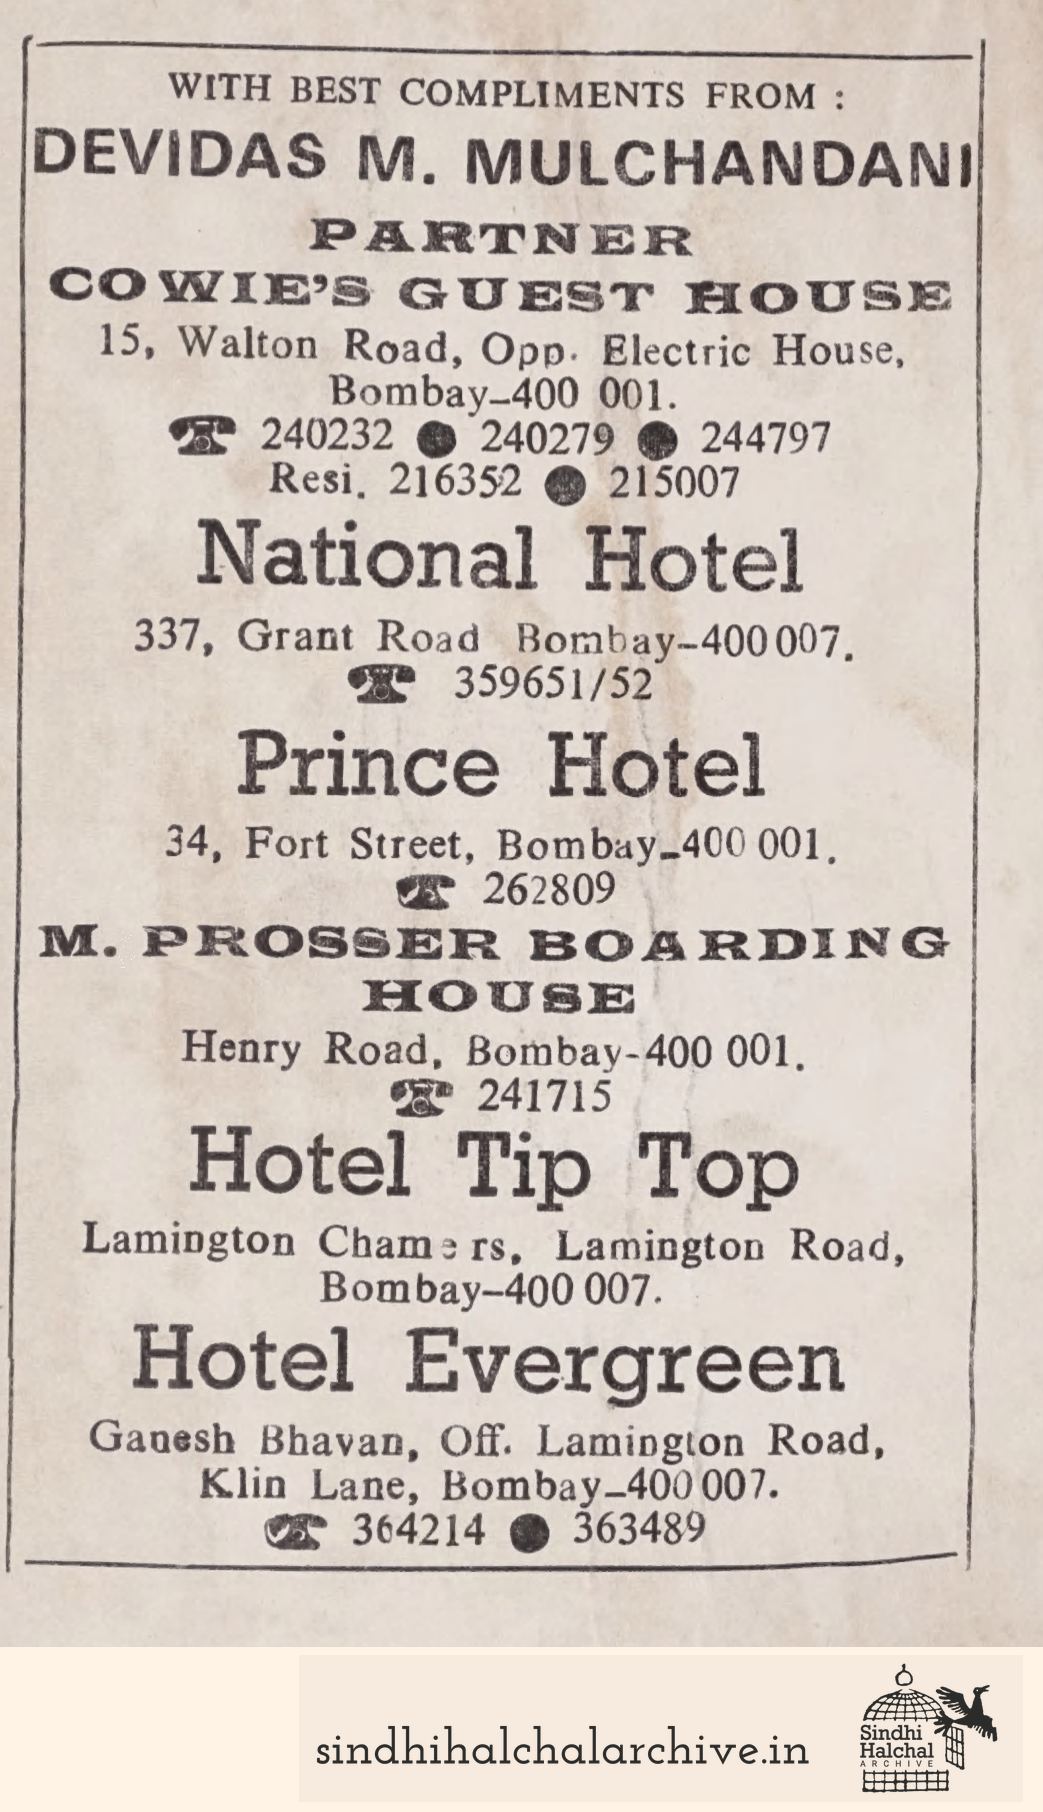 WITH BEST COMPLIMENTS FROM :
DEVIDAS M. MULCHANDANI
PARTNER
COWIE'S GUEST HOUSE
15, Walton Road, Opp. Electric House,
Bombay-400 001.
240232 ● 240279 ● 244797
Resi. 216352 ● 215007
National Hotel
337, Grant Road Bombay-400 007.
359651/52
Prince Hotel
34, Fort Street, Bombay-400 001.
262809
M. PROSSER BOARDING
HOUSE
Henry Road, Bombay-400 001.
241715
Hotel Tip Top
Lamington Cham e rs, Lamington Road,
Bombay-400 007.
Hotel Evergreen
Ganesh Bhavan, Off. Lamington Road,
Klin Lane, Bombay-400 007.
364214 ● 363489
sindhihalchalarchive.in
Sindhi
Halchal
ARCHIVE